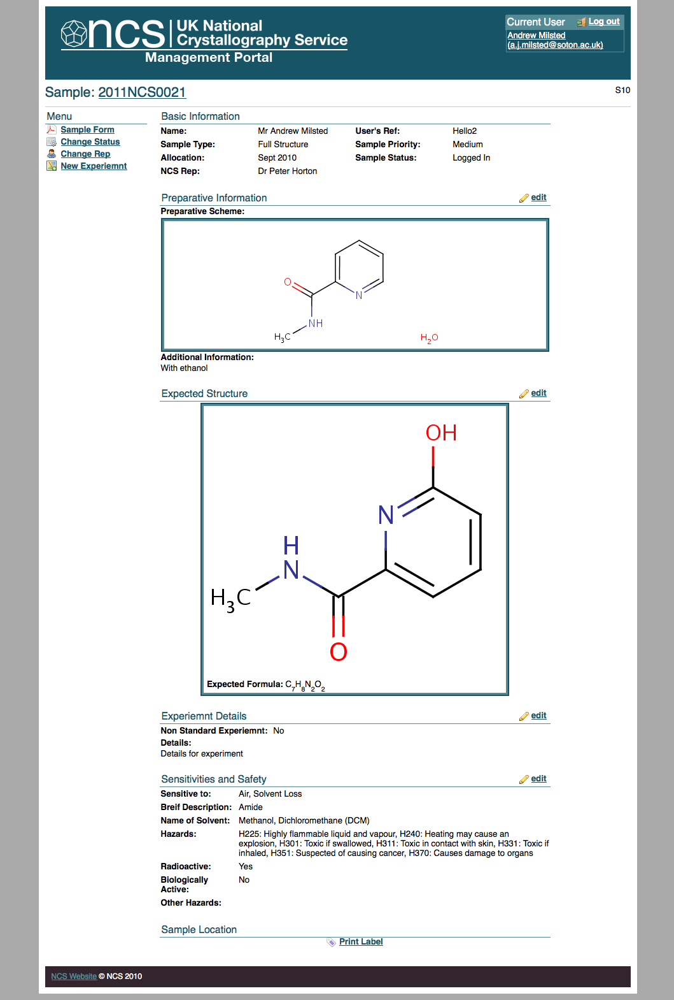 ncs UK National
Crystallography Service
Management Portal
Current User Log out
Andrew Milsted
(a.j.milsted@soton.ac.uk)
Sample: 2011NCS0021
S10
Menu
Sample Form
Change Status
Change Rep
New Experiemnt
Basic Information
Name: Mr Andrew Milsted User's Ref: Hello2
Sample Type: Full Structure Sample Priority: Medium
Allocation: Sept 2010 Sample Status: Logged In
NCS Rep: Dr Peter Horton
Preparative Information edit
Preparative Scheme:
O
N
NH
H3C
H2O
Additional Information:
With ethanol
Expected Structure edit
OH
N
H
N
H3C
O
Expected Formula: C7H8N2O2
Experiemnt Details edit
Non Standard Experiemnt: No
Details:
Details for experiment
Sensitivities and Safety edit
Sensitive to: Air, Solvent Loss
Breif Description: Amide
Name of Solvent: Methanol, Dichloromethane (DCM)
Hazards: H225: Highly flammable liquid and vapour, H240: Heating may cause an
explosion, H301: Toxic if swallowed, H311: Toxic in contact with skin, H331: Toxic if
inhaled, H351: Suspected of causing cancer, H370: Causes damage to organs
Radioactive: Yes
Biologically No
Active:
Other Hazards:
Sample Location
Print Label
NCS Website © NCS 2010